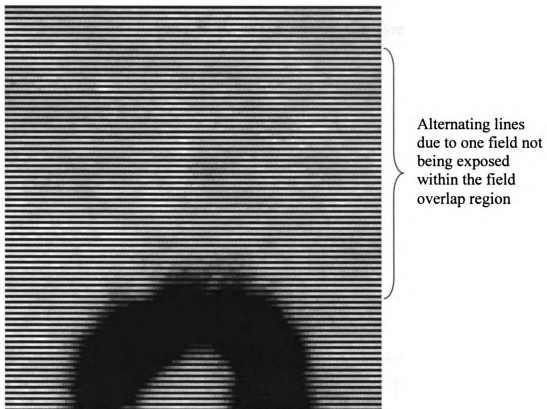 Alternating lines
due to one field not
being exposed
within the field
overlap region